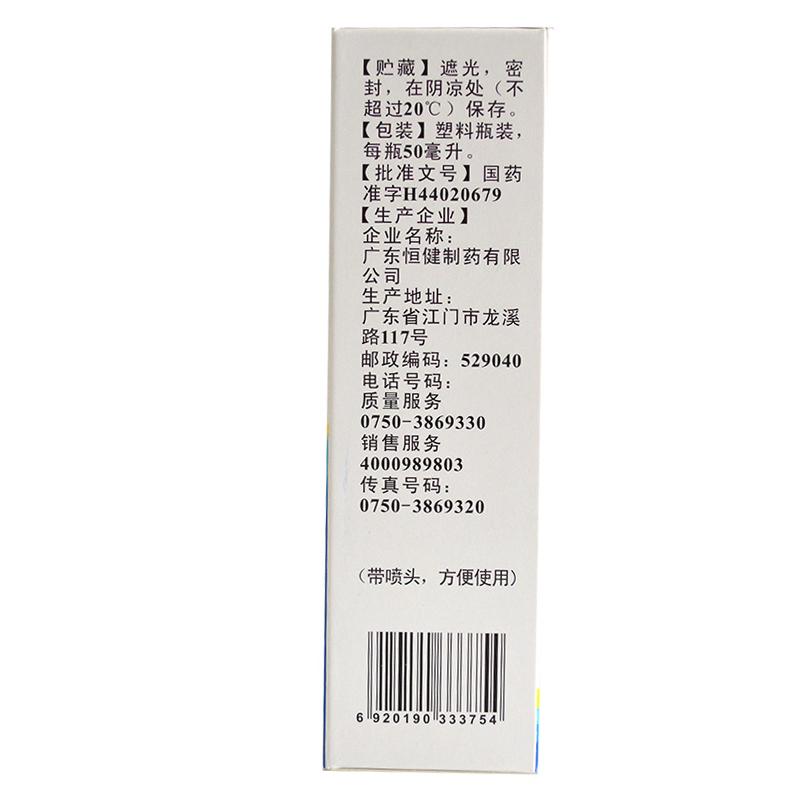 【贮藏】遮光，密
封，在阴凉处（不
超过20℃）保存。
【包装】塑料瓶装，
每瓶50毫升。
【批准文号】国药
准字H44020679
【生产企业】
企业名称：
广东恒健制药有限
公司
生产地址：
广东省江门市龙溪
路117号
邮政编码：529040
电话号码：
质量服务
0750-3869330
销售服务
4000989803
传真号码：
0750-3869320
（带喷头，方便使用）
6 920190 333754